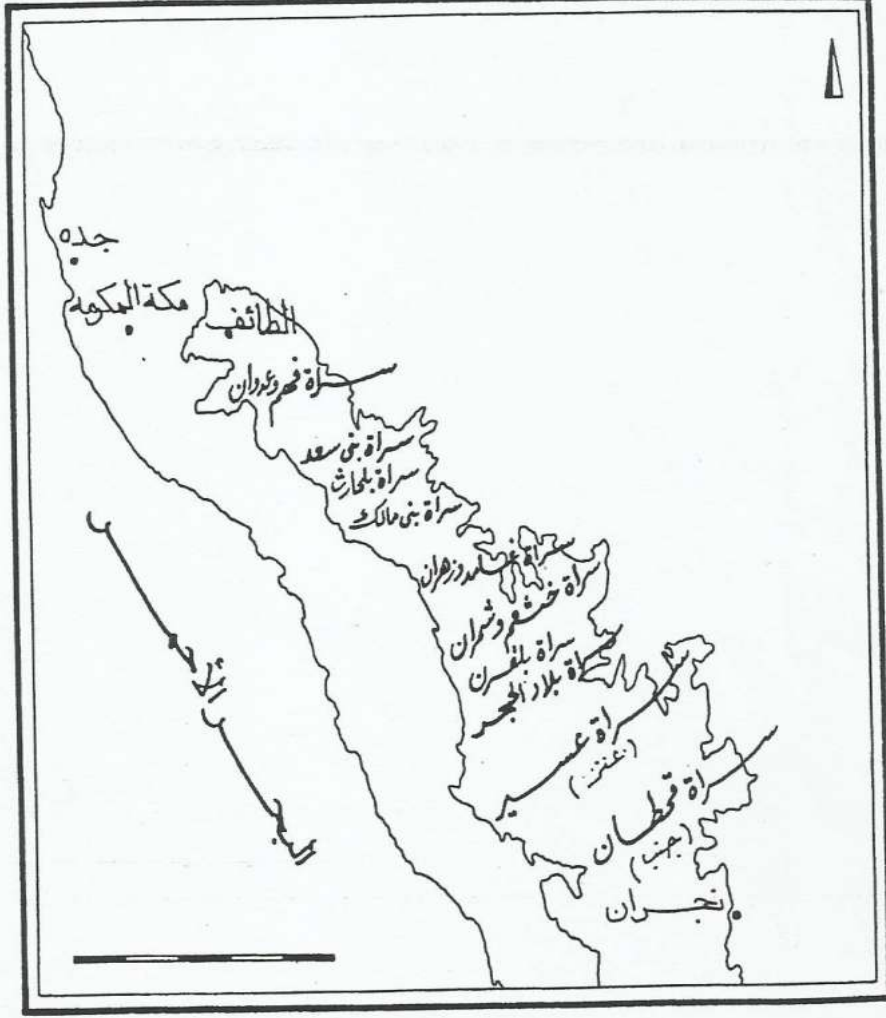 جده
مكة المكرمه
الطائف
سراة فهم وعدوان
سراة بني سعد
سراة بلحارث
سراة بني مالك
سراة غامد وزهران
سراة خثعم وشمران
سراة بلقرن
سراة بلاد الحجر
سراة عسير
(عنز)
سراة قحطان
(جنب)
نجران
البحر الأحمر